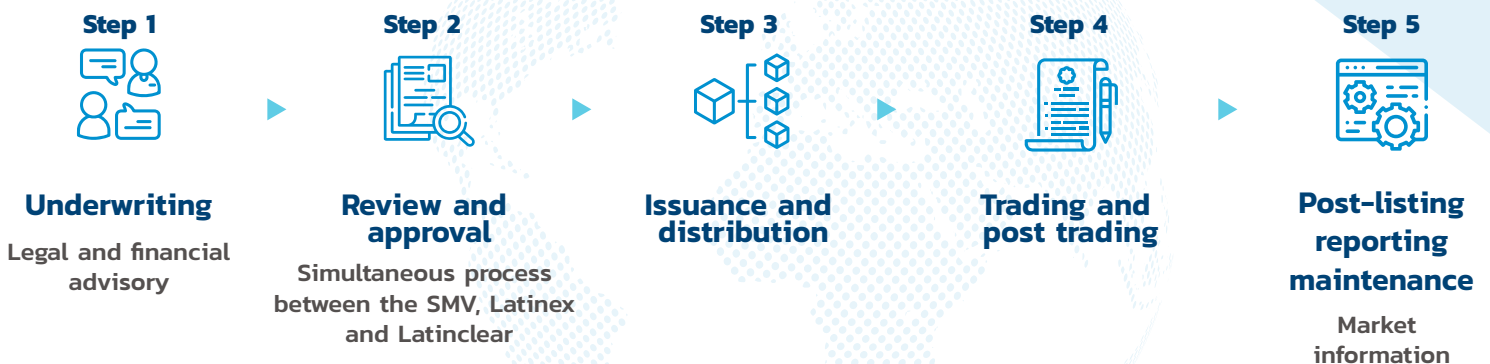 Step 1
Underwriting
Legal and financial
advisory
Step 2
Review and
approval
Simultaneous process
between the SMV, Latinex
and Latinclear
Step 3
Issuance and
distribution
Step 4
Trading and
post trading
Step 5
Post-listing
reporting
maintenance
Market
information